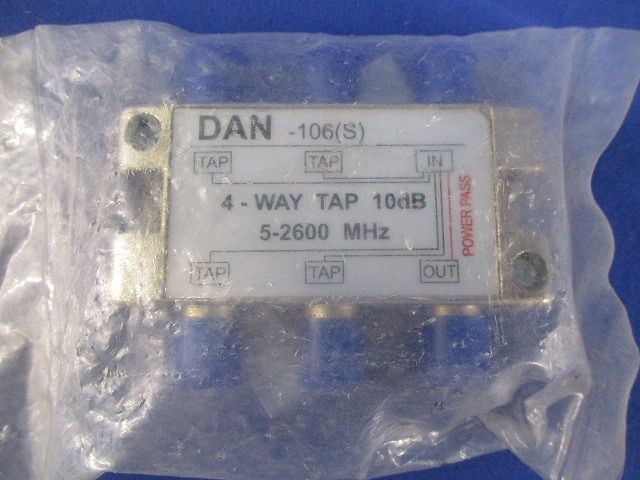 DAN -106(S)
TAP TAP IN
4 - WAY TAP 10dB
5-2600 MHz
POWER PASS
TAP TAP OUT